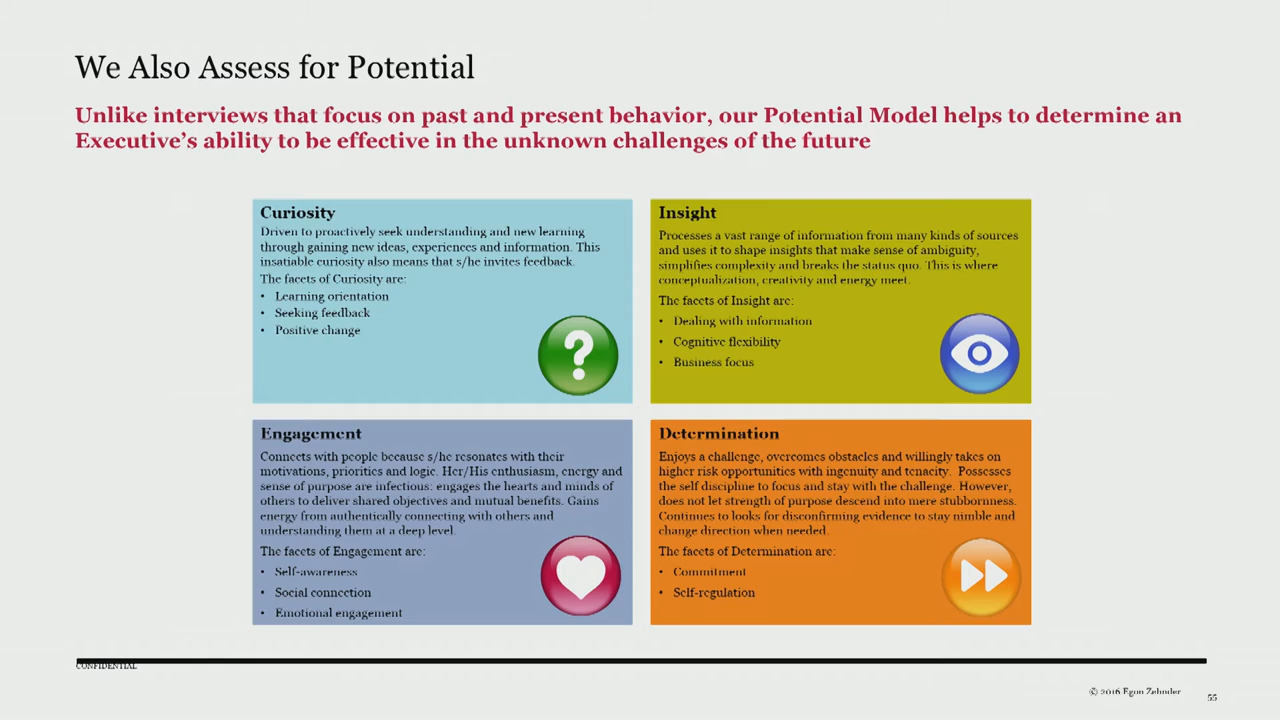 We Also Assess for Potential
Unlike interviews that focus on past and present behavior, our Potential Model helps to determine an
Executive's ability to be effective in the unknown challenges of the future
Curiosity
Driven to proactively seek understanding and new learning
through gaining new ideas, experiences and information. This
insatiable curiosity also means that s/he invites feedback.
The facets of Curiosity are:
• Learning orientation
• Seeking feedback
• Positive change
Insight
Processes a vast range of information from many kinds of sources
and uses it to shape insights that make sense of ambiguity,
simplifies complexity and breaks the status quo. This is where
conceptualization, creativity and energy meet.
The facets of Insight are:
• Dealing with information
• Cognitive flexibility
• Business focus
Engagement
Connects with people because s/he resonates with their
motivations, priorities and logic. Her/His enthusiasm, energy and
sense of purpose are infectious: engages the hearts and minds of
others to deliver shared objectives and mutual benefits. Gains
energy from authentically connecting with others and
understanding them at a deep level.
The facets of Engagement are:
• Self-awareness
• Social connection
• Emotional engagement
Determination
Enjoys a challenge, overcomes obstacles and willingly takes on
higher risk opportunities with ingenuity and tenacity. Possesses
the self discipline to focus and stay with the challenge. However,
does not let strength of purpose descend into mere stubbornness.
Continues to looks for disconfirming evidence to stay nimble and
change direction when needed.
The facets of Determination are:
• Commitment
• Self-regulation
CONFIDENTIAL
© 2016 Egon Zehnder
55